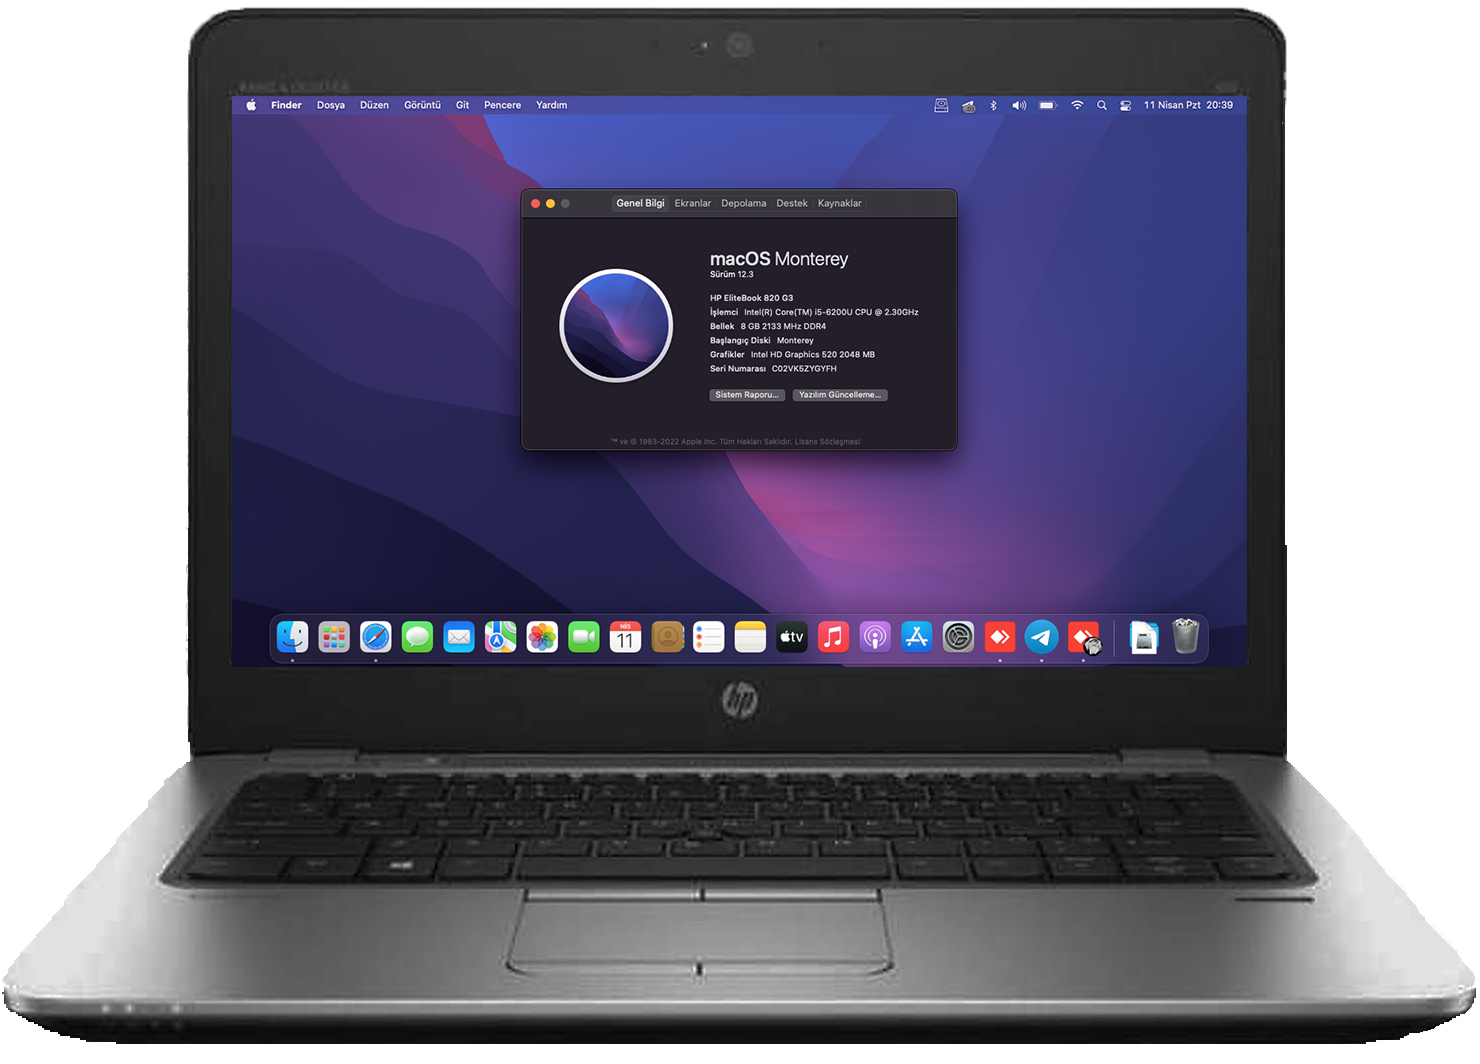 Finder Dosya Düzen Görüntü Git Pencere Yardım 11 Nisan Pzt 20:39
Genel Bilgi Ekranlar Depolama Destek Kaynaklar
macOS Monterey
Sürüm 12.3
HP EliteBook 820 G3
İşlemci Intel(R) Core(TM) i5-6200U CPU @ 2.30GHz
Bellek 8 GB 2133 MHz DDR4
Başlangıç Diski Monterey
Grafikler Intel HD Graphics 520 2048 MB
Seri Numarası C02VK5ZYGYFH
Sistem Raporu... Yazılım Güncelleme...
™ ve © 1983-2022 Apple Inc. Tüm Hakları Saklıdır. Lisans Sözleşmesi
NİS
11
tv
hp